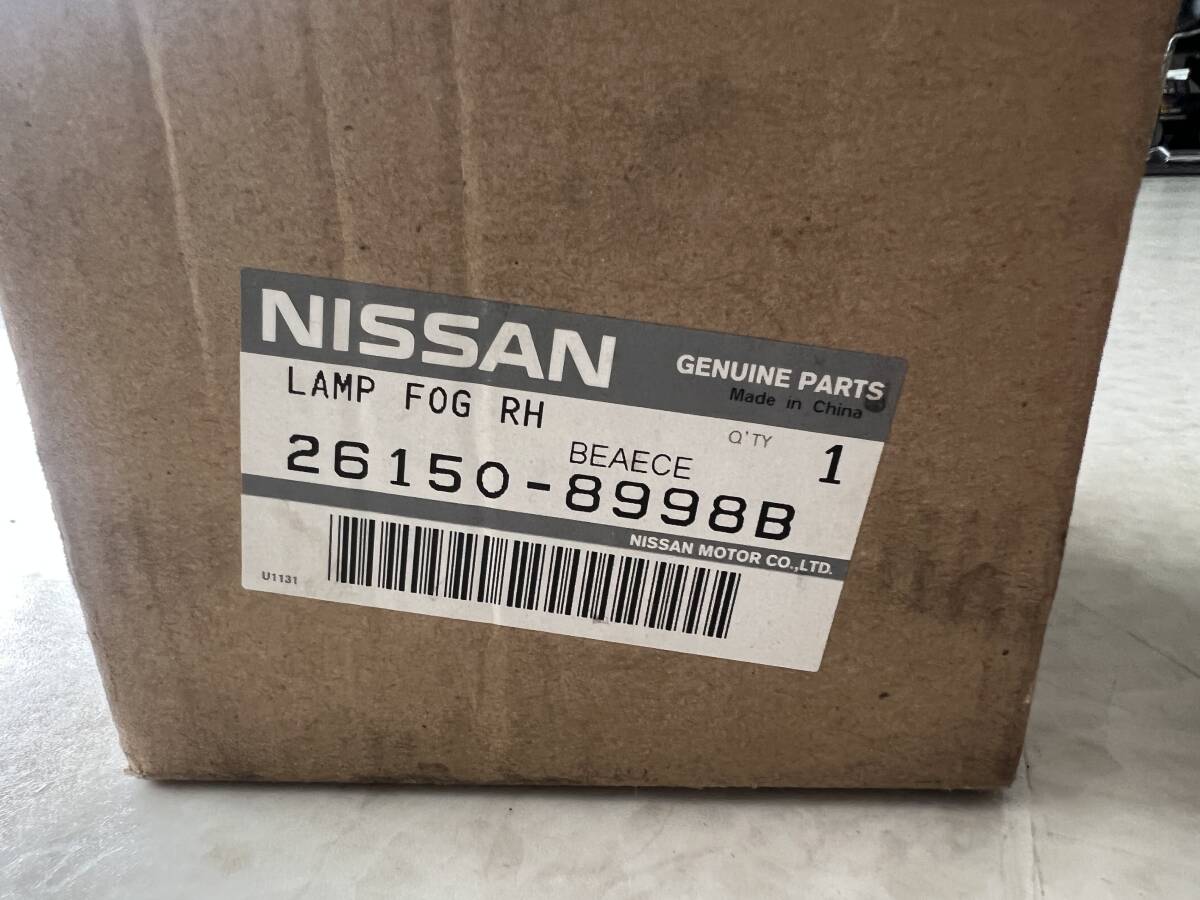 NISSAN
GENUINE PARTS
Made in China
LAMP FOG RH
Q'TY 1
BEAECE
26150-8998B
NISSAN MOTOR CO.,LTD.
U1131